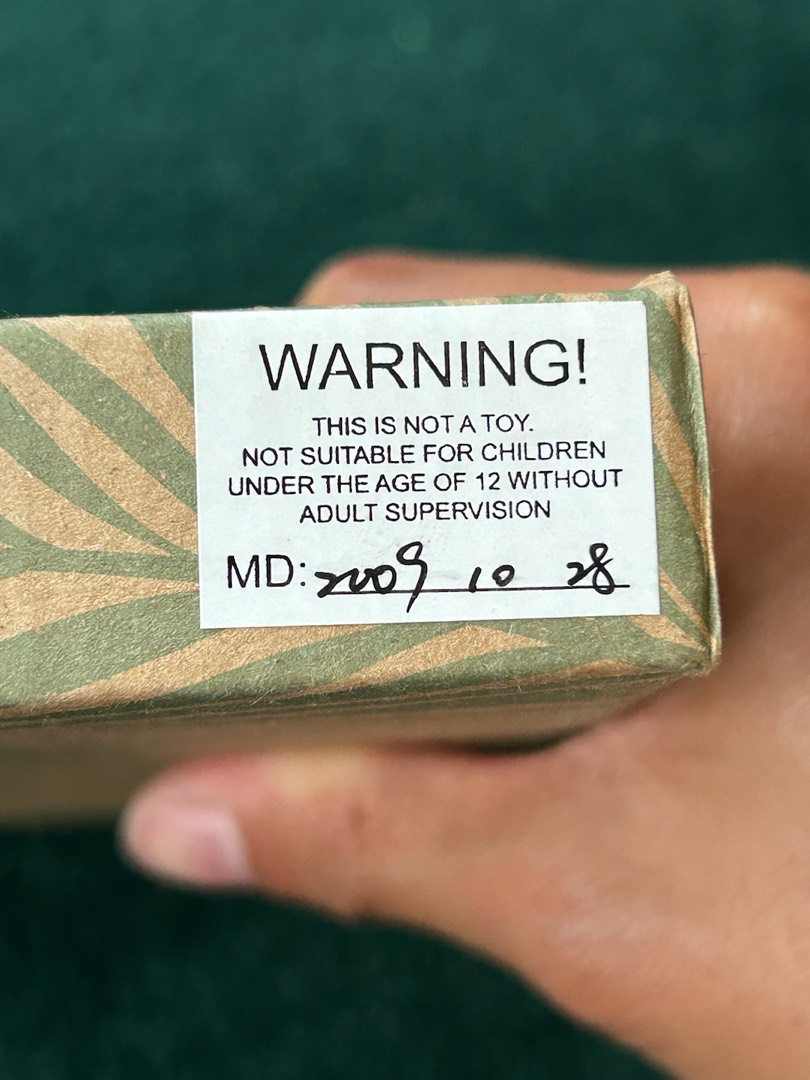 WARNING!
THIS IS NOT A TOY.
NOT SUITABLE FOR CHILDREN
UNDER THE AGE OF 12 WITHOUT
ADULT SUPERVISION
MD: 2009 10 28